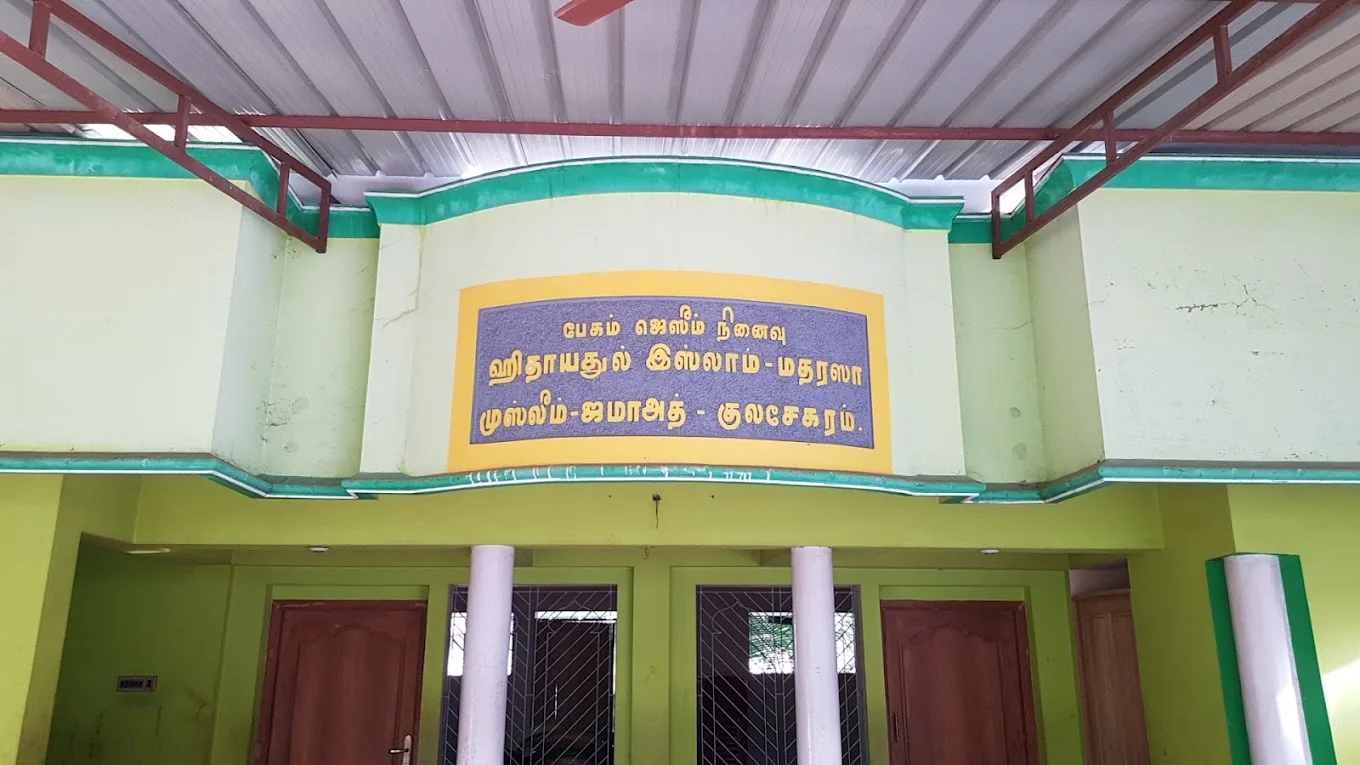 பேகம் ஜெஸீம் நினைவு
ஹிதாயதுல் இஸ்லாம் - மதரஸா
முஸ்லீம் - ஜமாஅத் - குலசேகரம்.